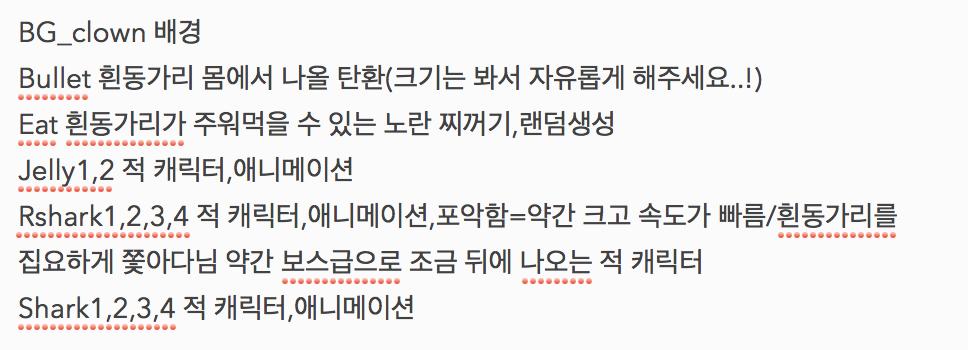 BG_clown 배경
Bullet 흰동가리 몸에서 나올 탄환(크기는 봐서 자유롭게 해주세요..!)
Eat 흰동가리가 주워먹을 수 있는 노란 찌꺼기,랜덤생성
Jelly1,2 적 캐릭터,애니메이션
Rshark1,2,3,4 적 캐릭터,애니메이션,포악함=약간 크고 속도가 빠름/흰동가리를
집요하게 쫓아다님 약간 보스급으로 조금 뒤에 나오는 적 캐릭터
Shark1,2,3,4 적 캐릭터,애니메이션